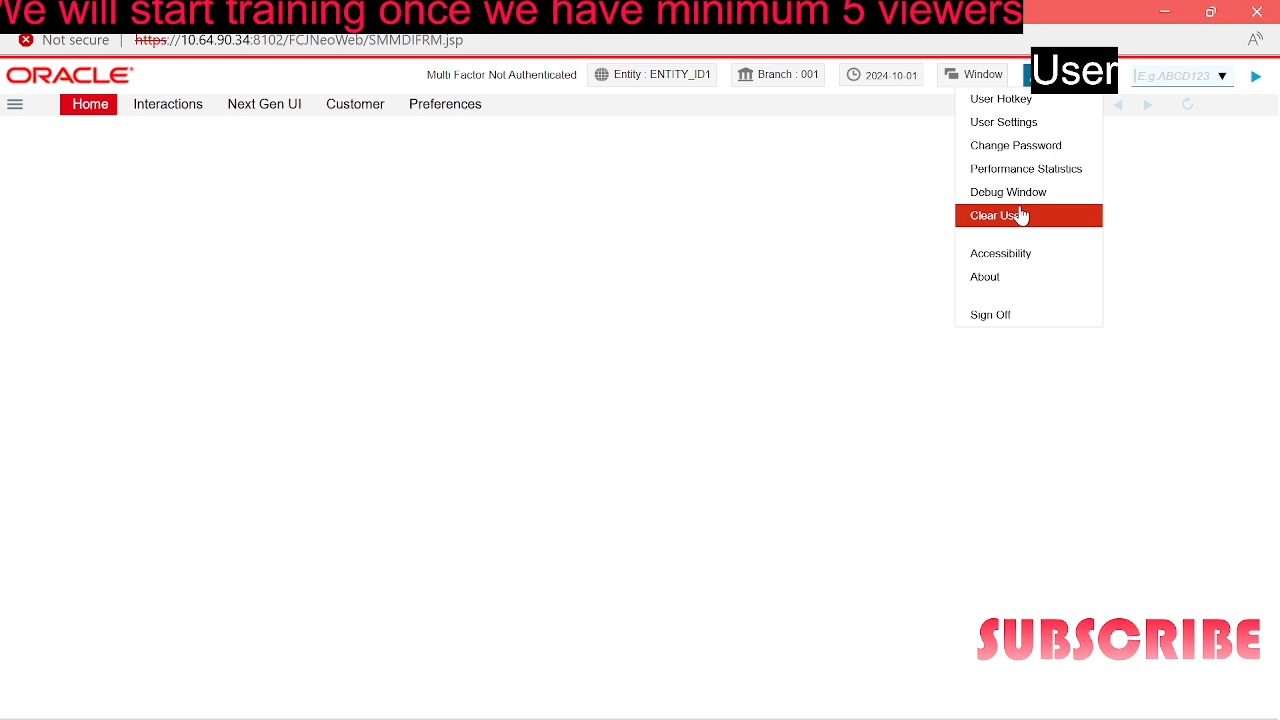 We will start training once we have minimum 5 viewers
Not secure | https://10.64.90.34:8102/FCJNeoWeb/SMMDIFRM.jsp
ORACLE
Multi Factor Not Authenticated
Entity : ENTITY_ID1
Branch : 001
2024-10-01
Window
User
E.g.ABCD123
Home
Interactions
Next Gen UI
Customer
Preferences
User Hotkey
User Settings
Change Password
Performance Statistics
Debug Window
Clear User
Accessibility
About
Sign Off
SUBSCRIBE